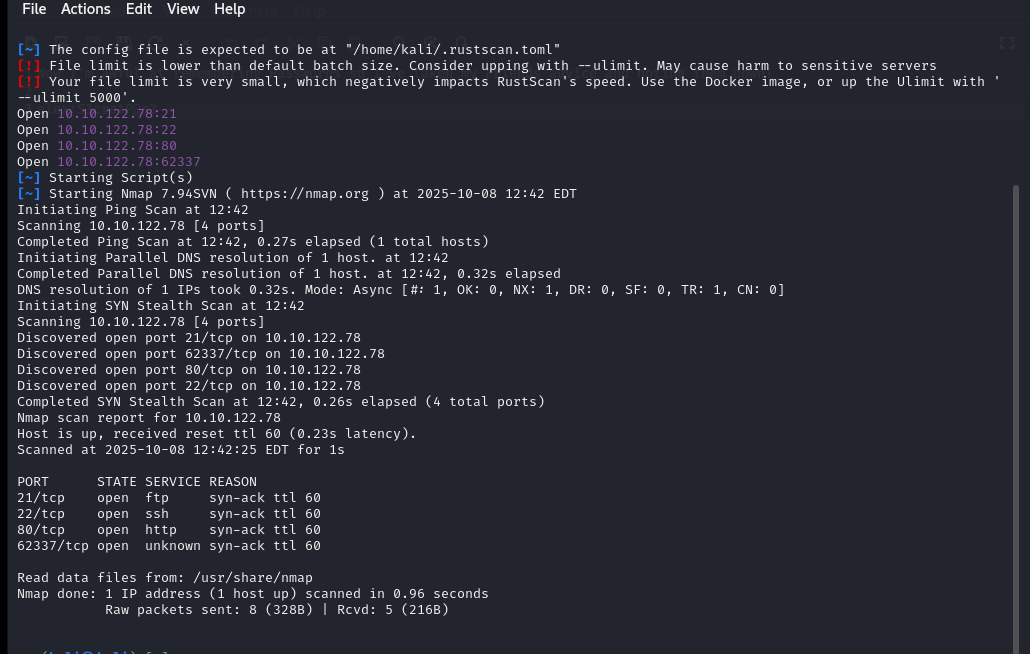 File Actions Edit View Help
[~] The config file is expected to be at "/home/kali/.rustscan.toml"
[!] File limit is lower than default batch size. Consider upping with --ulimit. May cause harm to sensitive servers
[!] Your file limit is very small, which negatively impacts RustScan's speed. Use the Docker image, or up the Ulimit with '
--ulimit 5000'.
Open 10.10.122.78:21
Open 10.10.122.78:22
Open 10.10.122.78:80
Open 10.10.122.78:62337
[~] Starting Script(s)
[~] Starting Nmap 7.94SVN ( https://nmap.org ) at 2025-10-08 12:42 EDT
Initiating Ping Scan at 12:42
Scanning 10.10.122.78 [4 ports]
Completed Ping Scan at 12:42, 0.27s elapsed (1 total hosts)
Initiating Parallel DNS resolution of 1 host. at 12:42
Completed Parallel DNS resolution of 1 host. at 12:42, 0.32s elapsed
DNS resolution of 1 IPs took 0.32s. Mode: Async [#: 1, OK: 0, NX: 1, DR: 0, SF: 0, TR: 1, CN: 0]
Initiating SYN Stealth Scan at 12:42
Scanning 10.10.122.78 [4 ports]
Discovered open port 21/tcp on 10.10.122.78
Discovered open port 62337/tcp on 10.10.122.78
Discovered open port 80/tcp on 10.10.122.78
Discovered open port 22/tcp on 10.10.122.78
Completed SYN Stealth Scan at 12:42, 0.26s elapsed (4 total ports)
Nmap scan report for 10.10.122.78
Host is up, received reset ttl 60 (0.23s latency).
Scanned at 2025-10-08 12:42:25 EDT for 1s
PORT      STATE SERVICE REASON
21/tcp    open  ftp     syn-ack ttl 60
22/tcp    open  ssh     syn-ack ttl 60
80/tcp    open  http    syn-ack ttl 60
62337/tcp open  unknown syn-ack ttl 60
Read data files from: /usr/share/nmap
Nmap done: 1 IP address (1 host up) scanned in 0.96 seconds
Raw packets sent: 8 (328B) | Rcvd: 5 (216B)